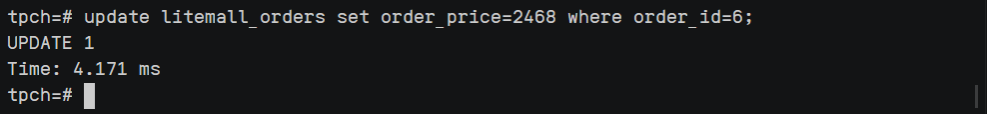 tpch=# update litemall_orders set order_price=2468 where order_id=6;
UPDATE 1
Time: 4.171 ms
tpch=#